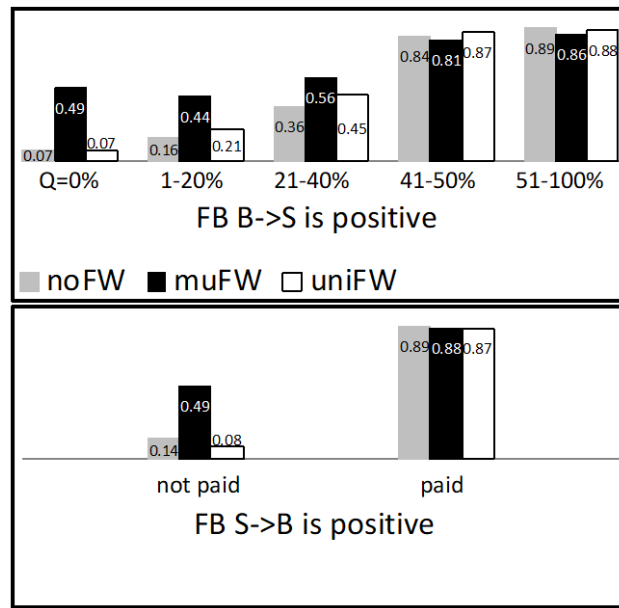 0.84 0.81 0.87 0.89 0.86 0.88
0.49 0.44 0.56
0.07 0.07 0.16 0.21 0.36 0.45
Q=0% 1-20% 21-40% 41-50% 51-100%
FB B->S is positive
noFW muFW uniFW
0.89 0.88 0.87
0.49
0.14 0.08
not paid paid
FB S->B is positive